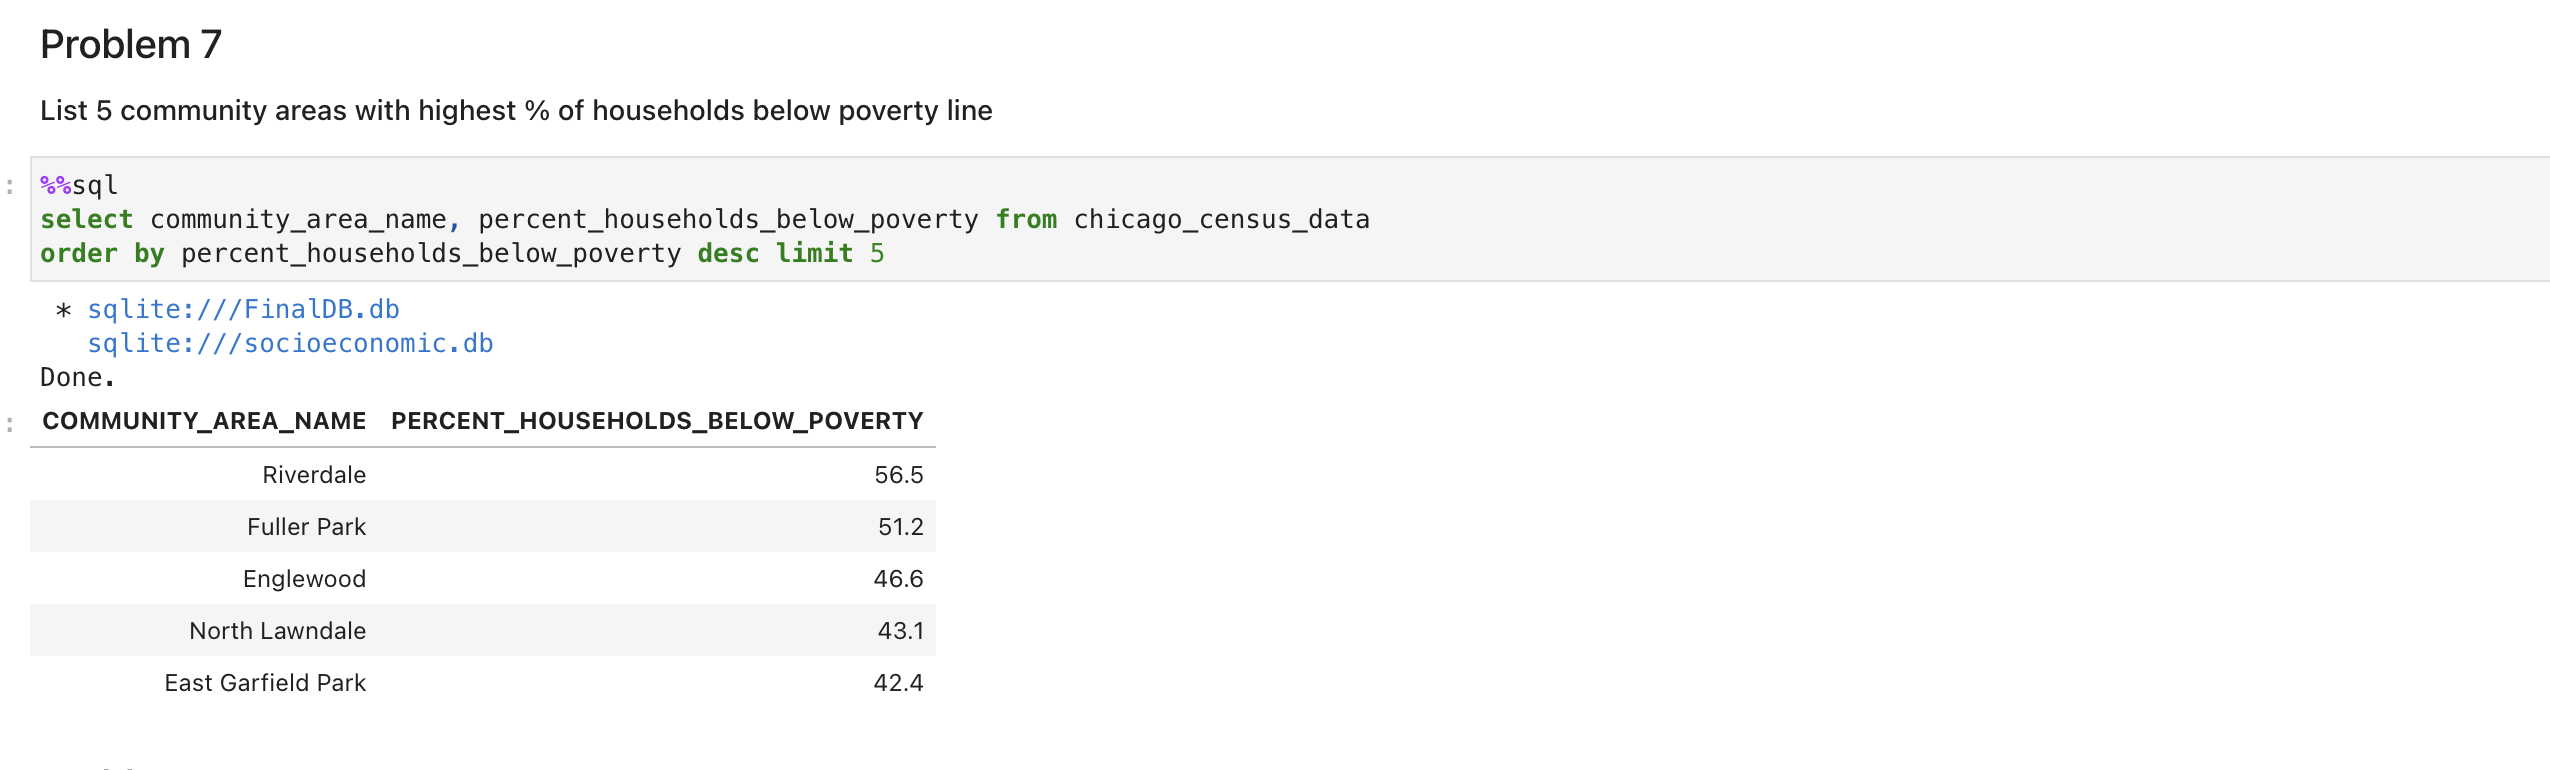 Problem 7
List 5 community areas with highest % of households below poverty line
:
%%sql
select community_area_name, percent_households_below_poverty from chicago_census_data
order by percent_households_below_poverty desc limit 5
* sqlite:///FinalDB.db
sqlite:///socioeconomic.db
Done.
:
COMMUNITY_AREA_NAME PERCENT_HOUSEHOLDS_BELOW_POVERTY
Riverdale 56.5
Fuller Park 51.2
Englewood 46.6
North Lawndale 43.1
East Garfield Park 42.4